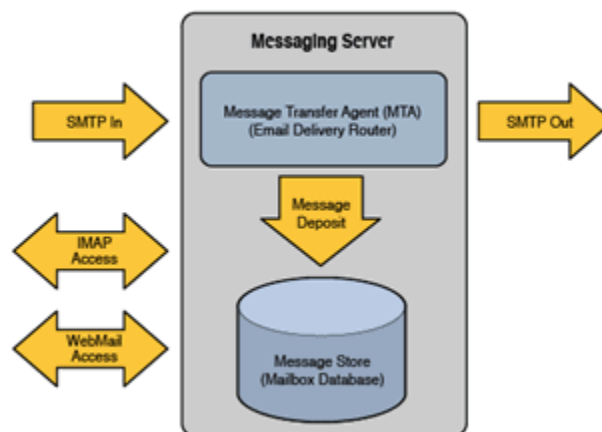 Messaging Server
Message Transfer Agent (MTA)
(Email Delivery Router)
SMTP In
SMTP Out
Message
Deposit
IMAP
Access
WebMail
Access
Message Store
(Mailbox Database)